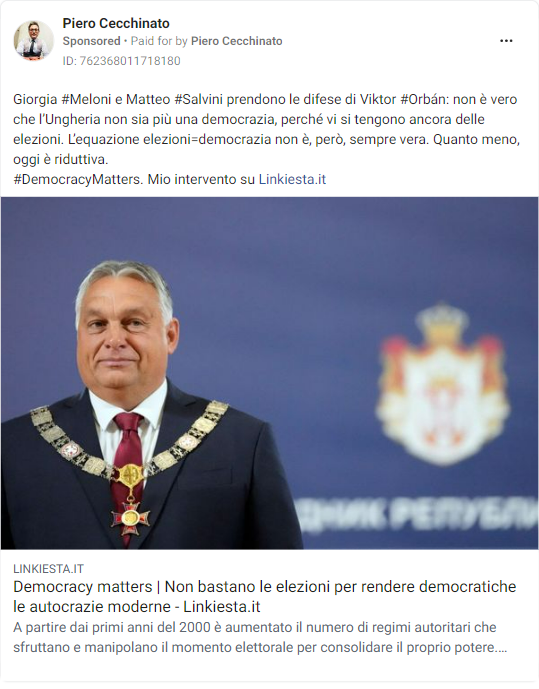 Piero Cecchinato
Sponsored • Paid for by Piero Cecchinato
ID: 762368011718180
Giorgia #Meloni e Matteo #Salvini prendono le difese di Viktor #Orbán: non è vero
che l’Ungheria non sia più una democrazia, perché vi si tengono ancora delle
elezioni. L’equazione elezioni=democrazia non è, però, sempre vera. Quanto meno,
oggi è riduttiva.
#DemocracyMatters. Mio intervento su Linkiesta.it
ДНИК РЕПУБЛИ
LINKIESTA.IT
Democracy matters | Non bastano le elezioni per rendere democratiche
le autocrazie moderne - Linkiesta.it
A partire dai primi anni del 2000 è aumentato il numero di regimi autoritari che
sfruttano e manipolano il momento elettorale per consolidare il proprio potere....